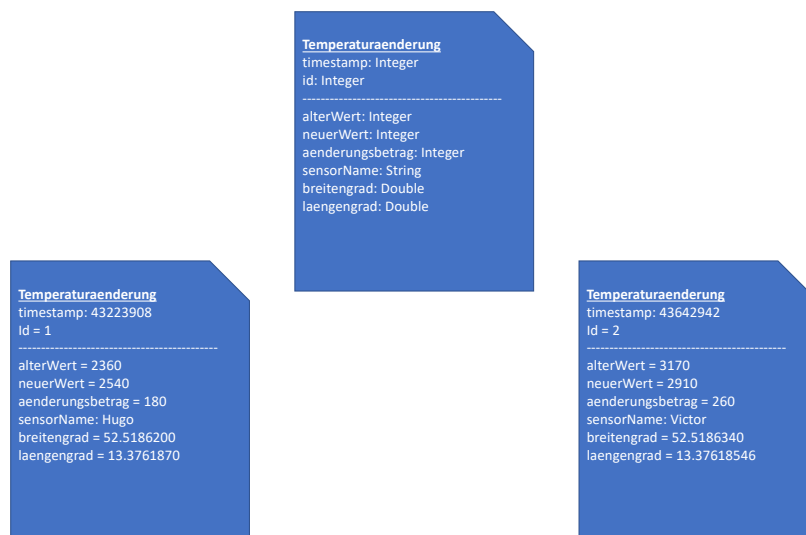 Temperaturaenderung
timestamp: Integer
id: Integer
--------------------------------------------
alterWert: Integer
neuerWert: Integer
aenderungsbetrag: Integer
sensorName: String
breitengrad: Double
laengengrad: Double
Temperaturaenderung
timestamp: 43223908
Id = 1
--------------------------------------------
alterWert = 2360
neuerWert = 2540
aenderungsbetrag = 180
sensorName: Hugo
breitengrad = 52.5186200
laengengrad = 13.3761870
Temperaturaenderung
timestamp: 43642942
Id = 2
--------------------------------------------
alterWert = 3170
neuerWert = 2910
aenderungsbetrag = 260
sensorName: Victor
breitengrad = 52.5186340
laengengrad = 13.37618546